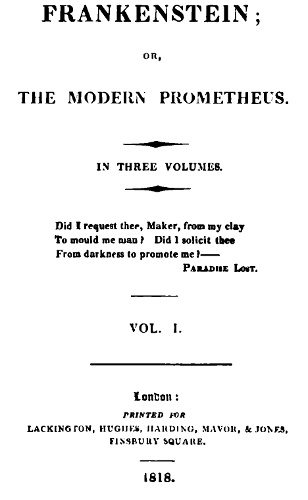 FRANKENSTEIN;
OR,
THE MODERN PROMETHEUS.
IN THREE VOLUMES.
Did I request thee, Maker, from my clay
To mould me man? Did I solicit thee
From darkness to promote me?——
PARADISE LOST.
VOL. I.
London:
PRINTED FOR
LACKINGTON, HUGHES, HARDING, MAVOR, & JONES,
FINSBURY SQUARE.
1818.